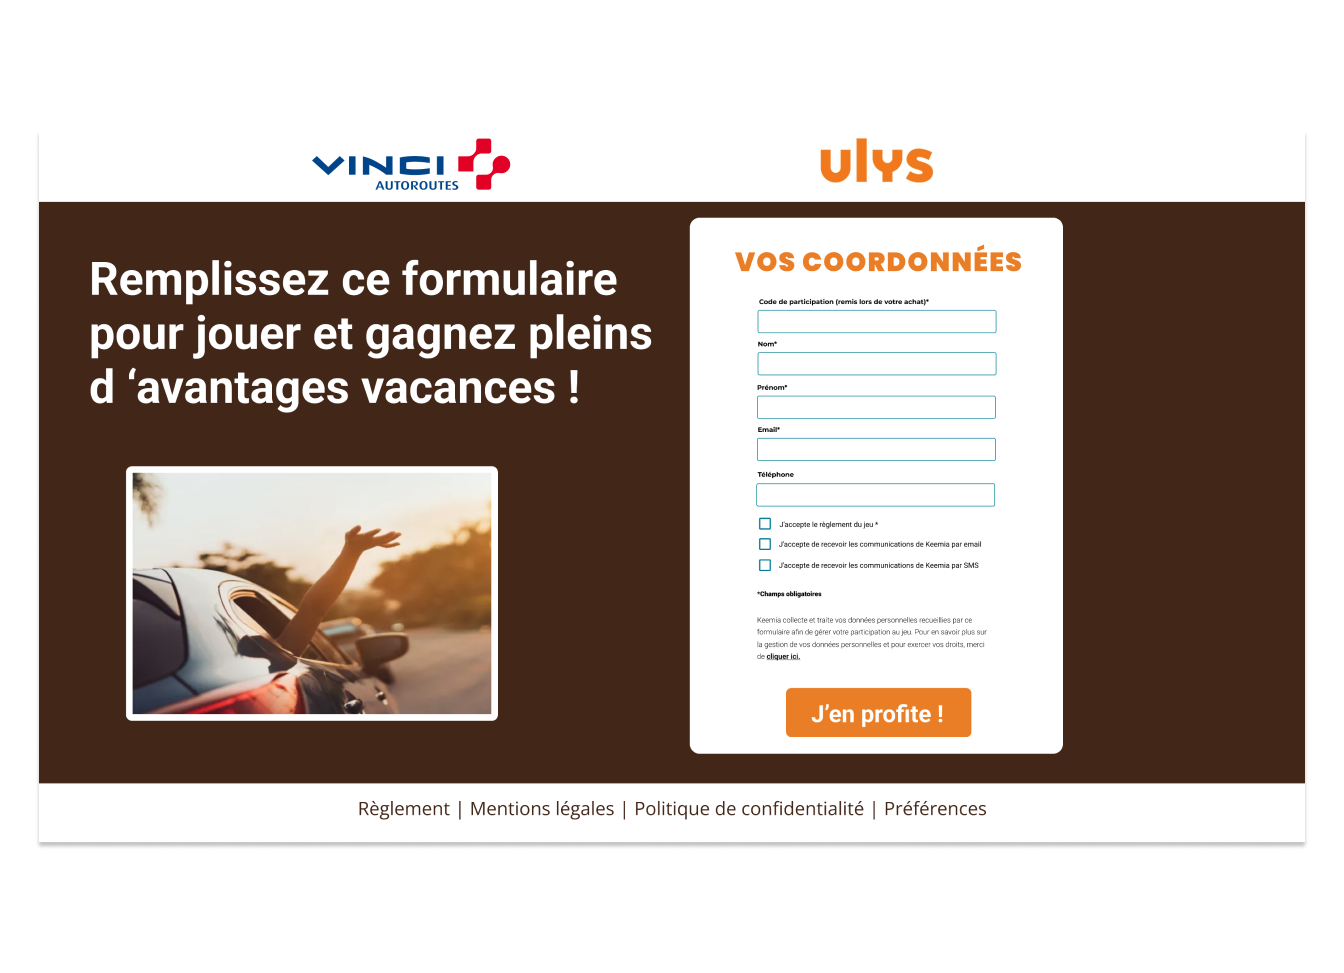 VINCI
AUTOROUTES
ulys
Remplissez ce formulaire
pour jouer et gagnez pleins
d ‘avantages vacances !
VOS COORDONNÉES
Code de participation (remis lors de votre achat)*
Nom*
Prénom*
Email*
Téléphone
J'accepte le règlement du jeu *
J'accepte de recevoir les communications de Keemia par email
J'accepte de recevoir les communications de Keemia par SMS
*Champs obligatoires
Keemia collecte et traite vos données personnelles recueillies par ce
formulaire afin de gérer votre participation au jeu. Pour en savoir plus sur
la gestion de vos données personnelles et pour exercer vos droits, merci
de cliquer ici.
J’en profite !
Règlement | Mentions légales | Politique de confidentialité | Préférences